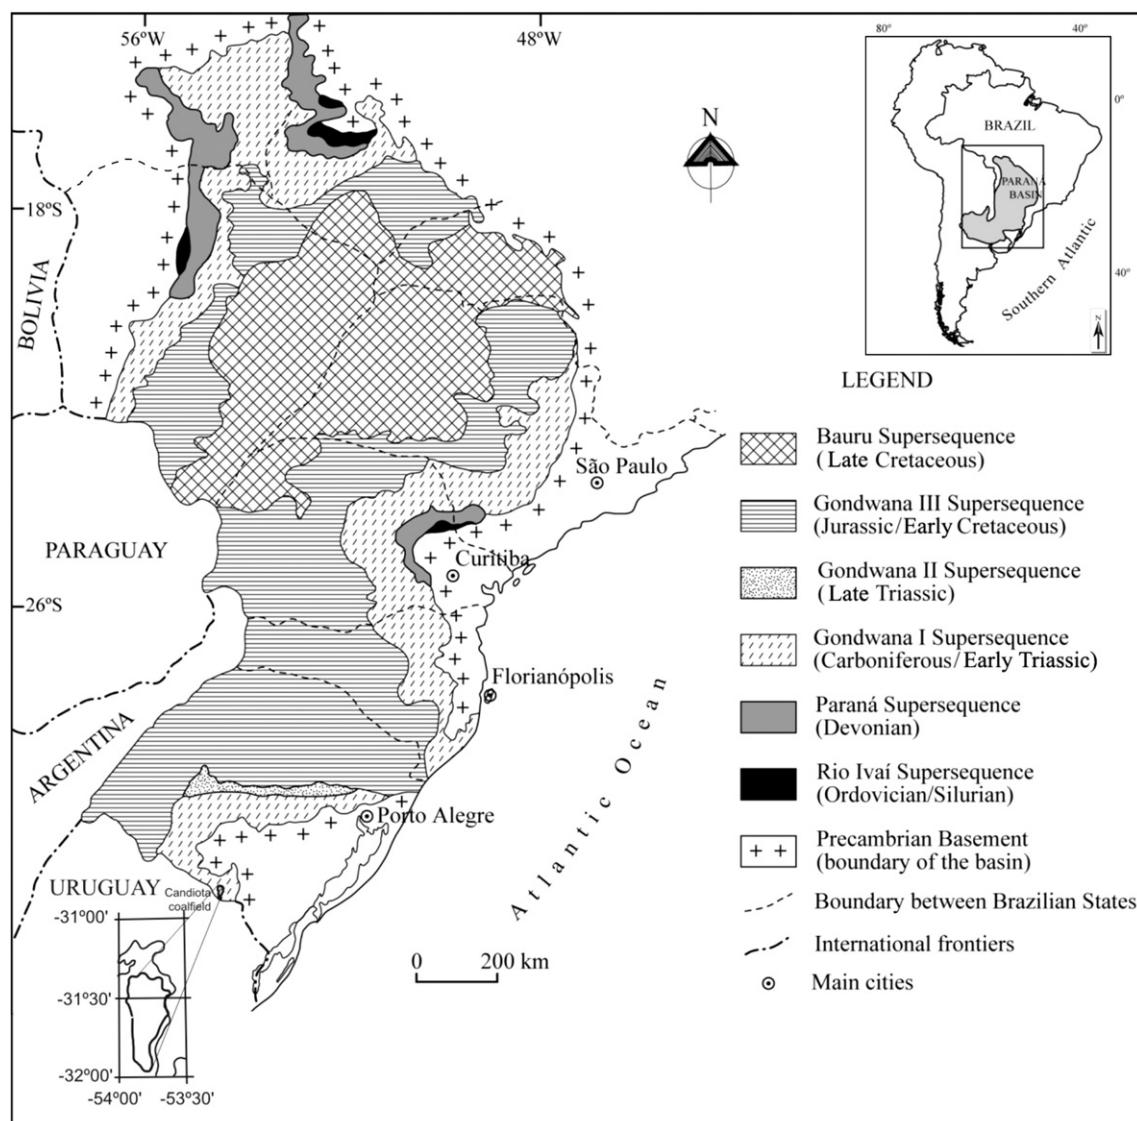 56ºW
48ºW
80º
40º
N
0º
BRAZIL
PARANÁ
BASIN
18ºS
Southern Atlantic
40º
N
BOLIVIA
LEGEND
Bauru Supersequence
(Late Cretaceous)
São Paulo
Gondwana III Supersequence
(Jurassic/Early Cretaceous)
PARAGUAY
Curitiba
Gondwana II Supersequence
(Late Triassic)
26ºS
Gondwana I Supersequence
(Carboniferous/Early Triassic)
Florianópolis
Paraná Supersequence
(Devonian)
ARGENTINA
Atlantic Ocean
Rio Ivaí Supersequence
(Ordovician/Silurian)
Porto Alegre
Precambrian Basement
(boundary of the basin)
URUGUAY
Candiota
coalfield
Boundary between Brazilian States
-31º00'
International frontiers
0 200 km
Main cities
-31º30'
-32º00'
-54º00' -53º30'